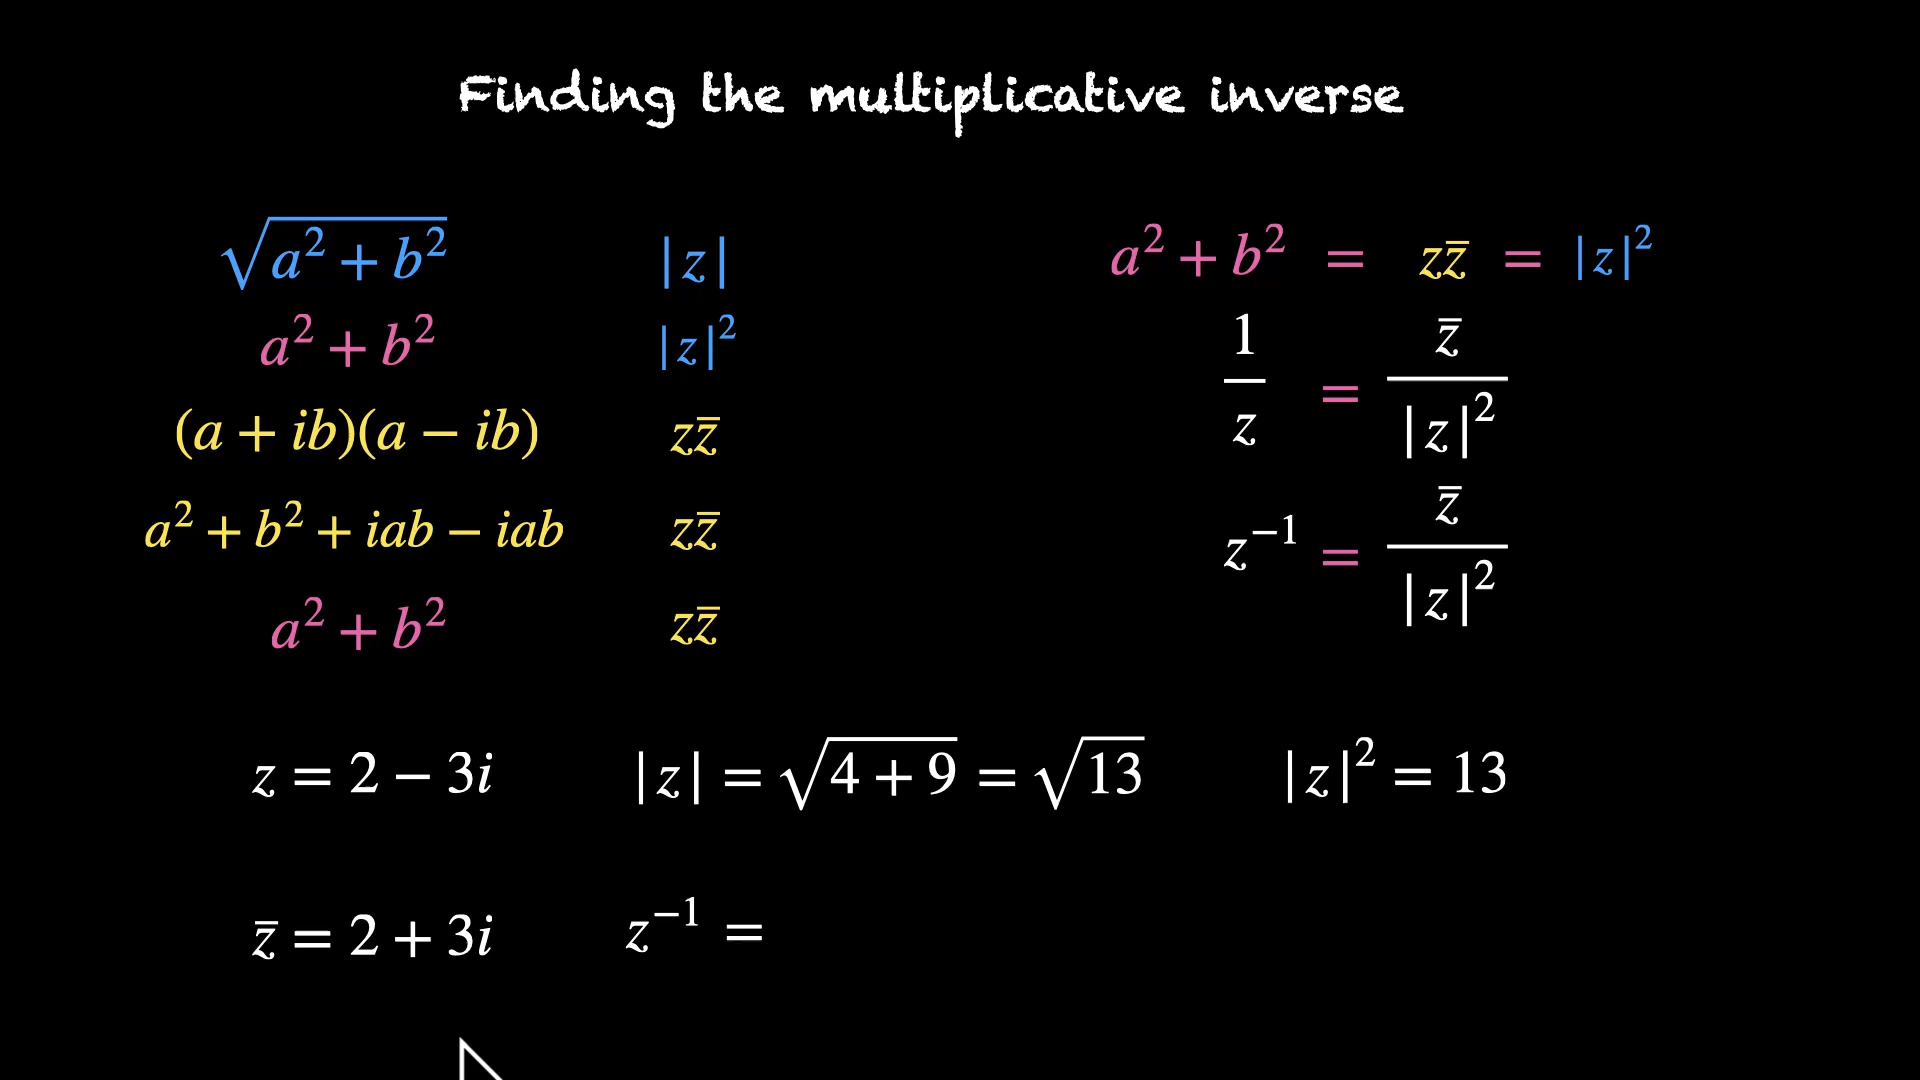 Finding the multiplicative inverse
√(a² + b²) |z| a² + b² = zz̄ = |z|²
a² + b² |z|² 1/z = z̄/|z|²
(a + ib)(a − ib) zz̄
a² + b² + iab − iab zz̄ z⁻¹ = z̄/|z|²
a² + b² zz̄
z = 2 − 3i |z| = √(4 + 9) = √13 |z|² = 13
z̄ = 2 + 3i z⁻¹ =